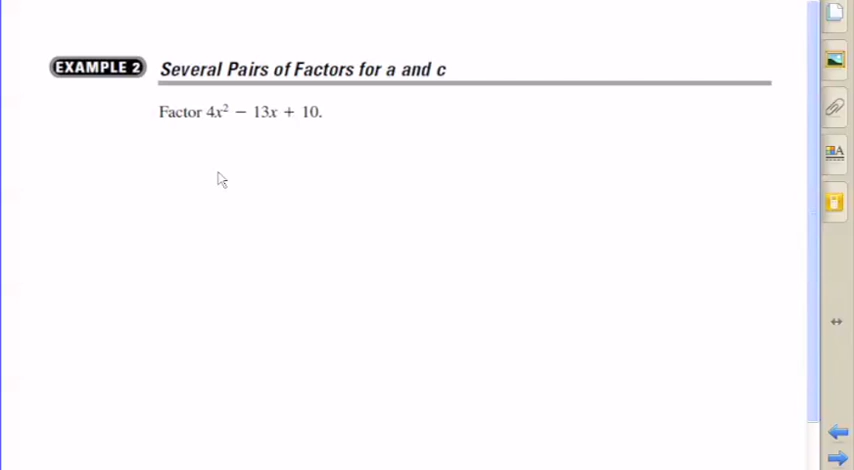 EXAMPLE 2 Several Pairs of Factors for a and c
Factor 4x² − 13x + 10.